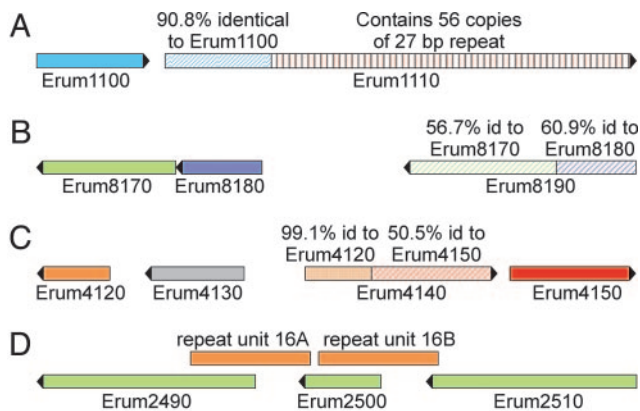 A
90.8% identical
to Erum1100
Contains 56 copies
of 27 bp repeat
Erum1100
Erum1110
B
56.7% id to
Erum8170
60.9% id to
Erum8180
Erum8170
Erum8180
Erum8190
C
99.1% id to
Erum4120
50.5% id to
Erum4150
Erum4120
Erum4130
Erum4140
Erum4150
D
repeat unit 16A
repeat unit 16B
Erum2490
Erum2500
Erum2510